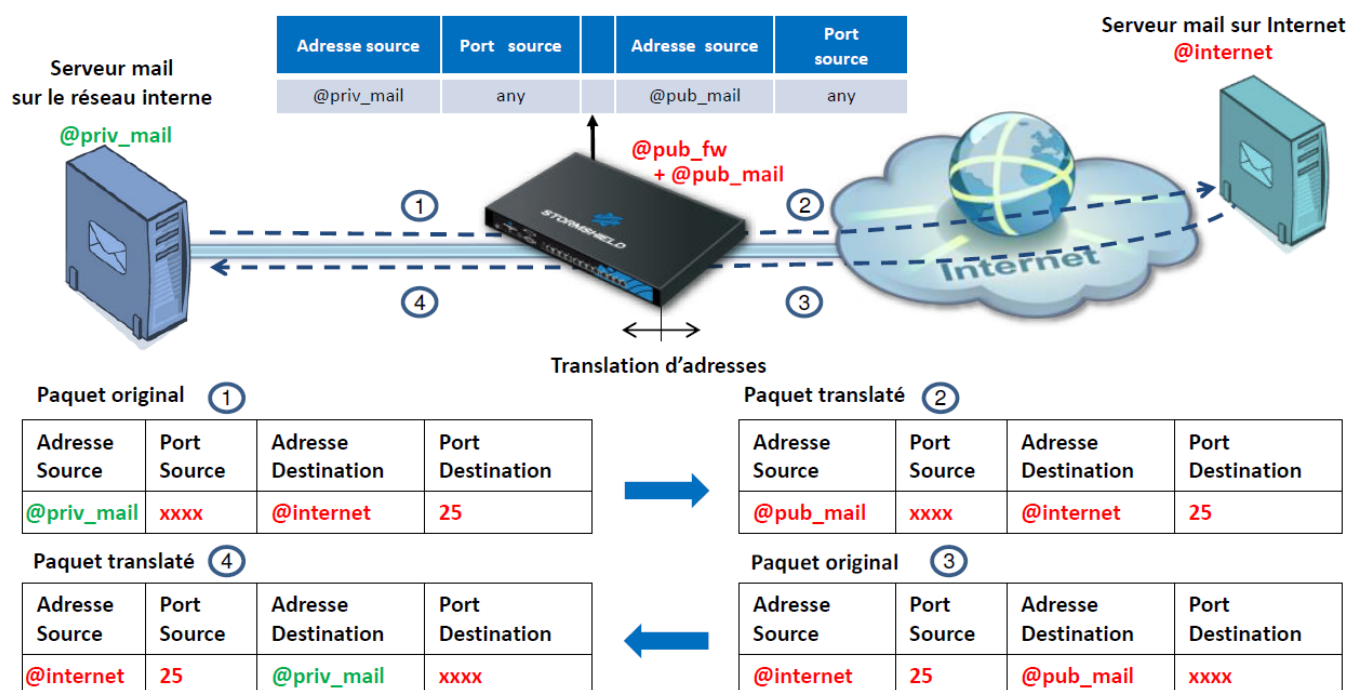 Adresse source Port source Adresse source Port source
@priv_mail any @pub_mail any
Serveur mail sur Internet
@internet
Serveur mail
sur le réseau interne
@priv_mail
@pub_fw
+ @pub_mail
STORMSHIELD
1
2
Internet
4
3
Translation d’adresses
Paquet original 1
Adresse Source Port Source Adresse Destination Port Destination
@priv_mail xxxx @internet 25
Paquet translaté 2
Adresse Source Port Source Adresse Destination Port Destination
@pub_mail xxxx @internet 25
Paquet translaté 4
Adresse Source Port Source Adresse Destination Port Destination
@internet 25 @priv_mail xxxx
Paquet original 3
Adresse Source Port Source Adresse Destination Port Destination
@internet 25 @pub_mail xxxx